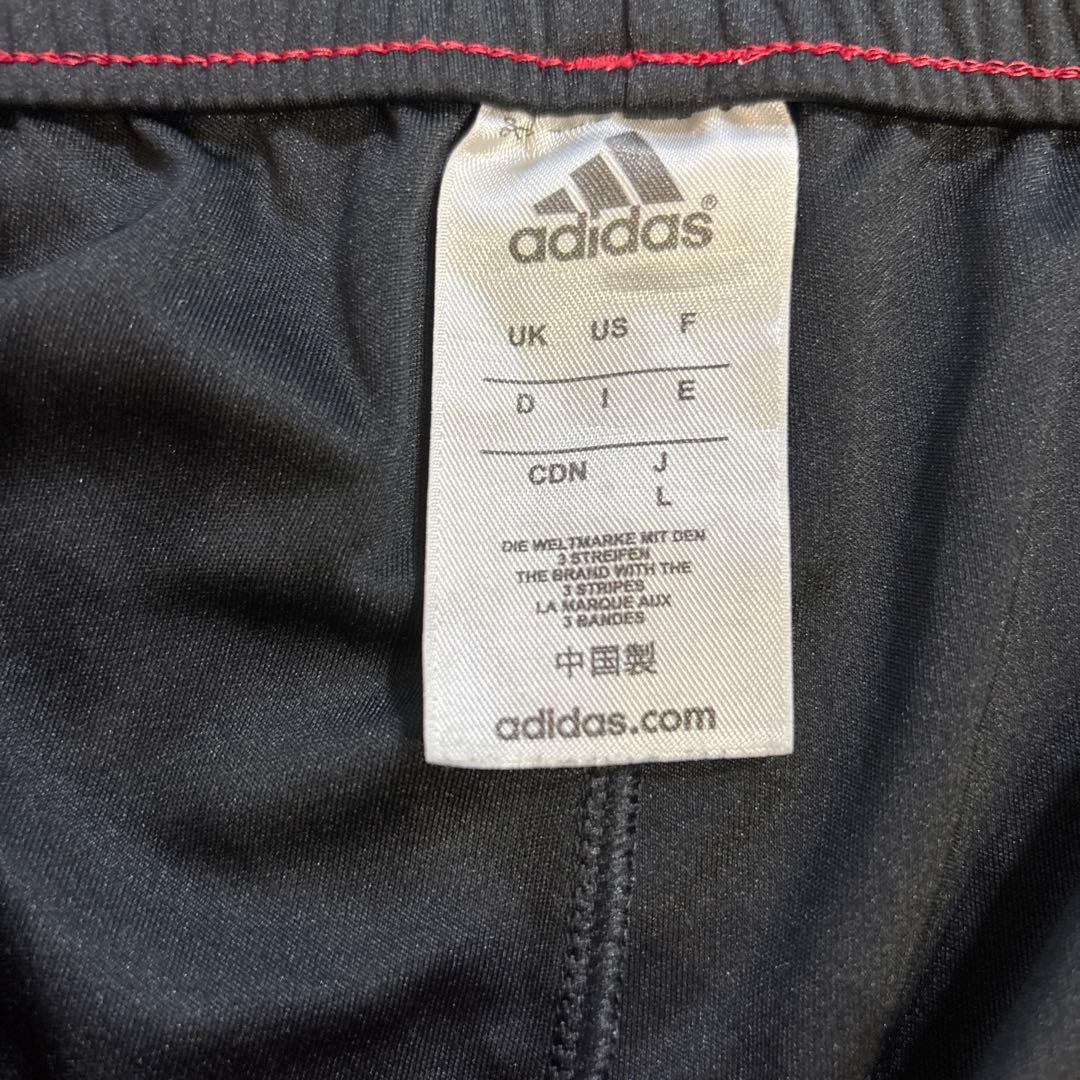 adidas®
UK US F
D I E
CDN J
L
DIE WELTMARKE MIT DEN
3 STREIFEN
THE BRAND WITH THE
3 STRIPES
LA MARQUE AUX
3 BANDES
中国製
adidas.com